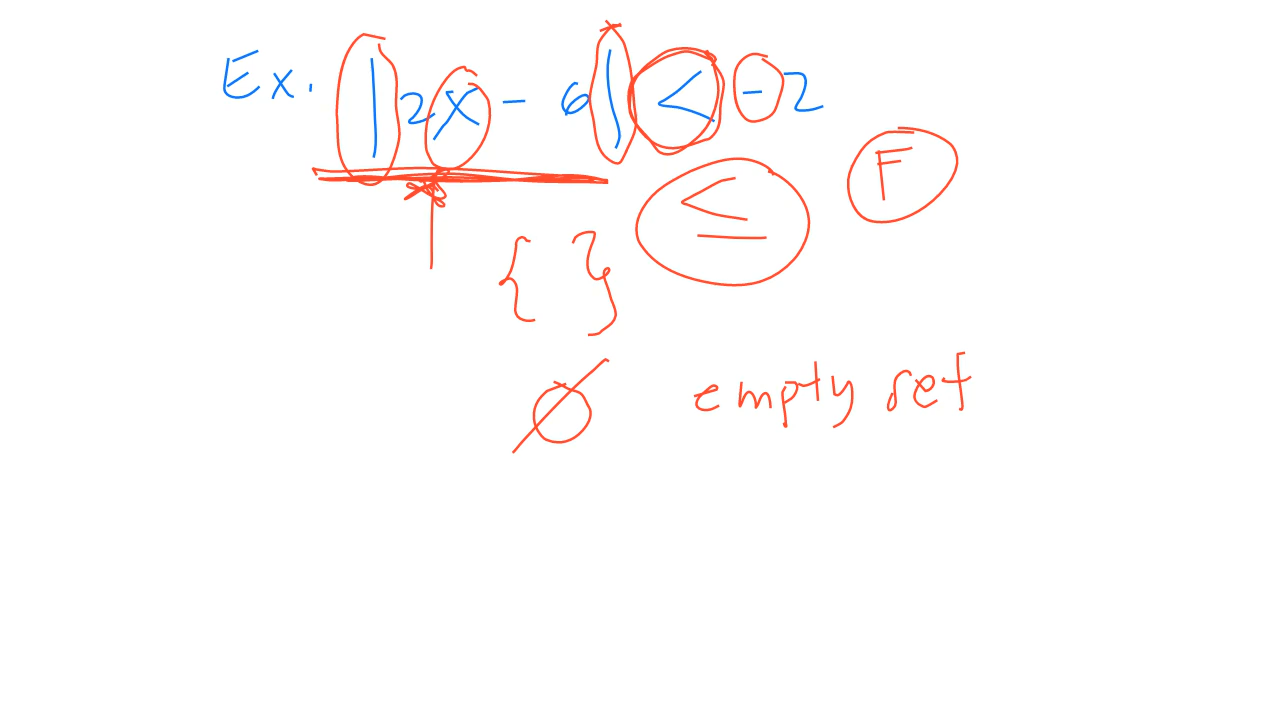 Ex. |2x - 6| < -2
≤ F
{ }
∅ empty set